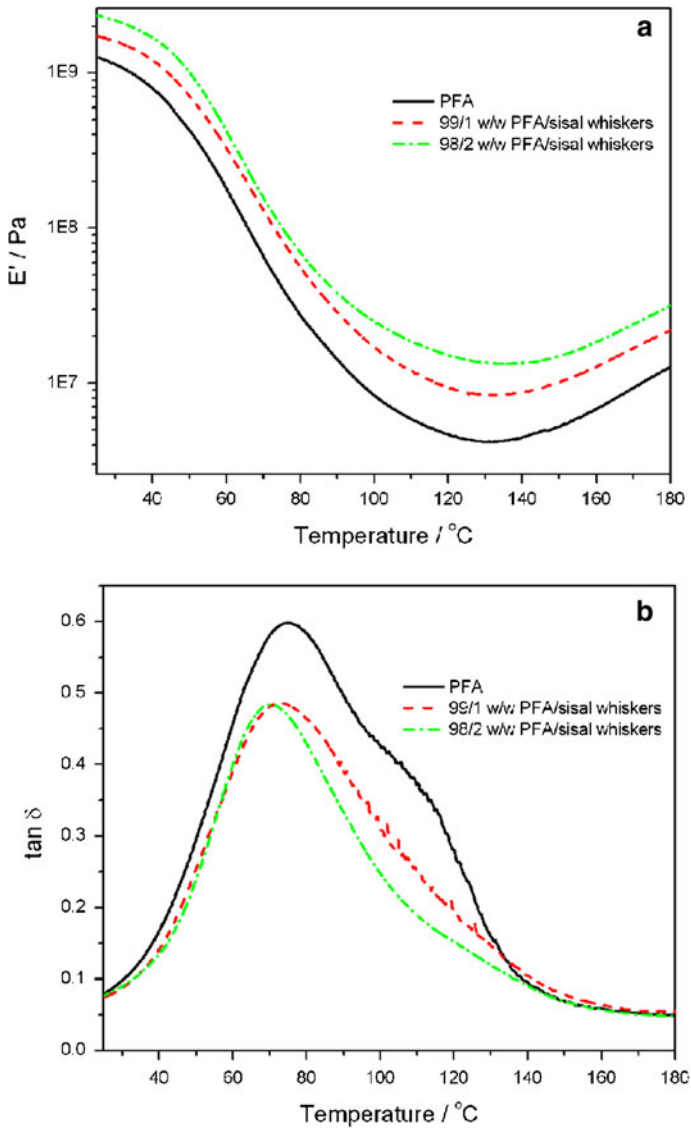 a
PFA
99/1 w/w PFA/sisal whiskers
98/2 w/w PFA/sisal whiskers
1E9
1E8
1E7
E' / Pa
40 60 80 100 120 140 160 180
Temperature / °C
b
PFA
99/1 w/w PFA/sisal whiskers
98/2 w/w PFA/sisal whiskers
0.6
0.5
0.4
0.3
0.2
0.1
0.0
tan δ
40 60 80 100 120 140 160 180
Temperature / °C